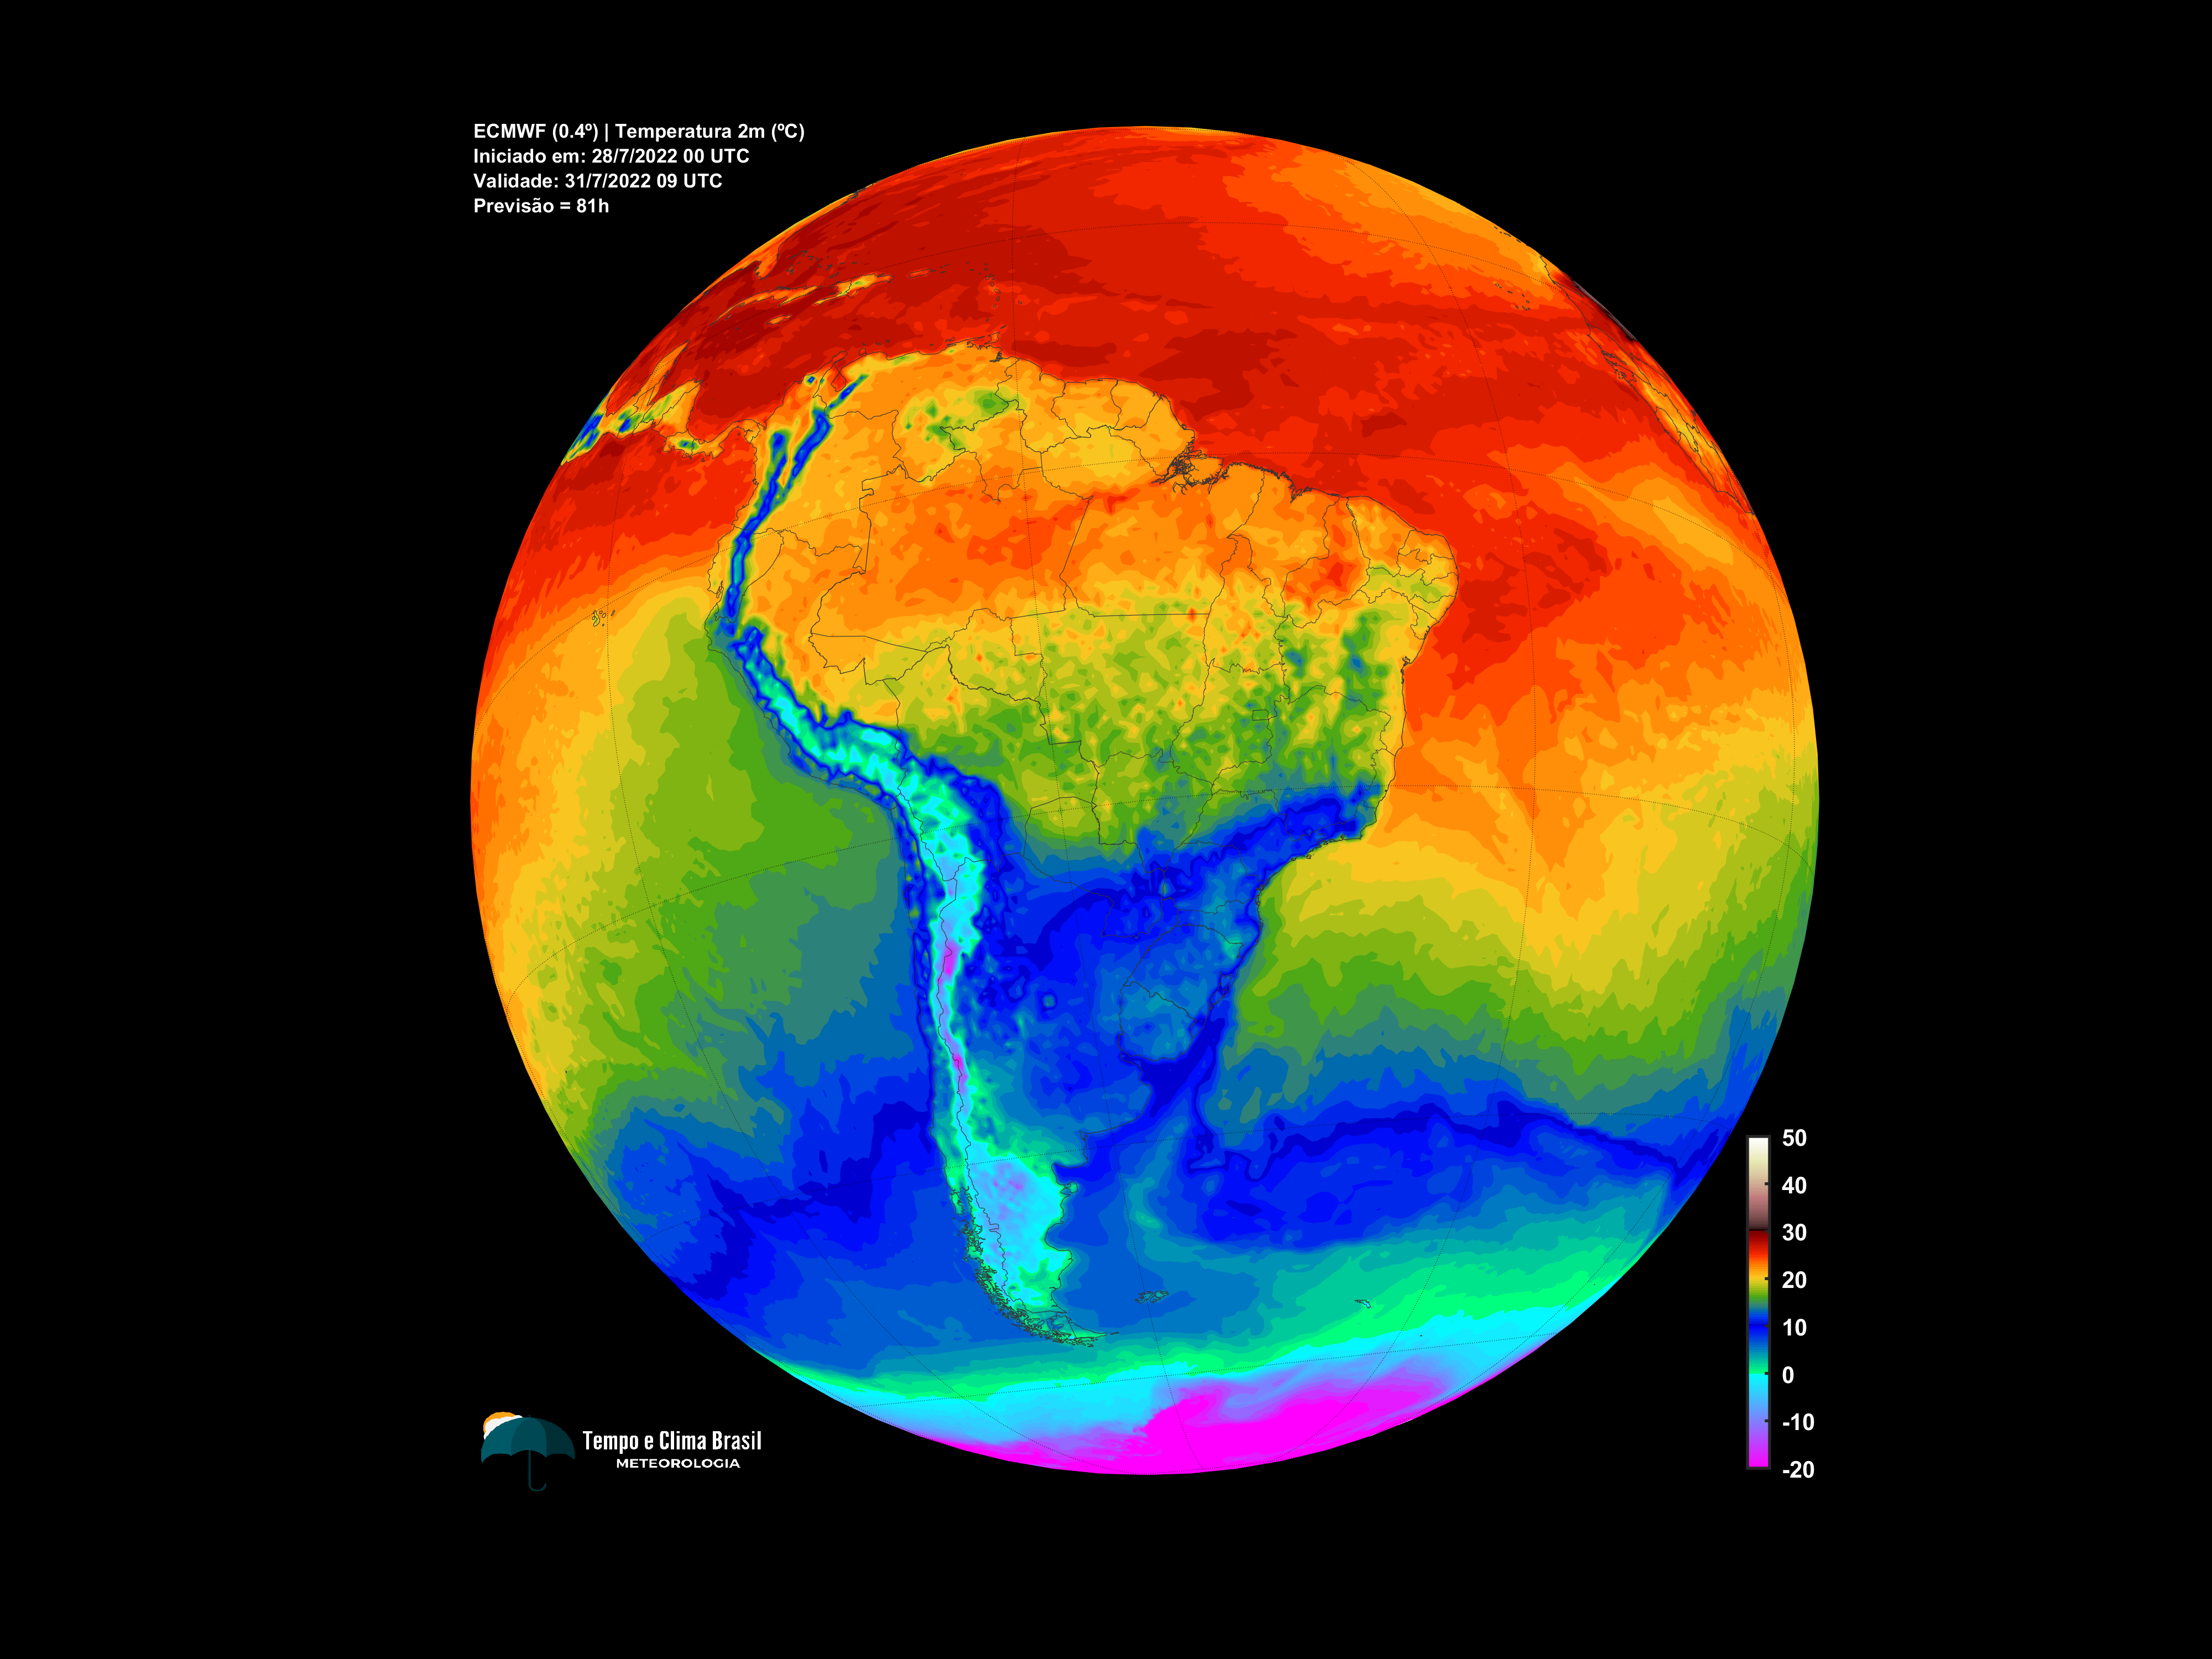 ECMWF (0.4º) | Temperatura 2m (ºC)
Iniciado em: 28/7/2022 00 UTC
Validade: 31/7/2022 09 UTC
Previsão = 81h
50
40
30
20
10
0
-10
-20
Tempo e Clima Brasil
METEOROLOGIA